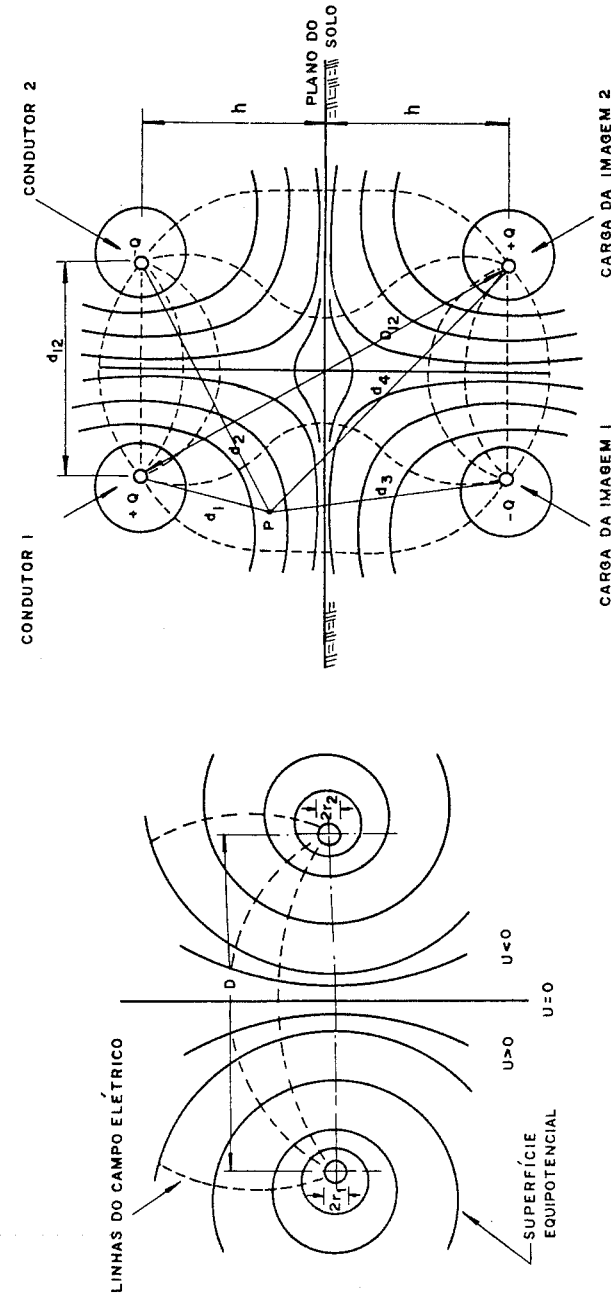 LINHAS DO CAMPO ELÉTRICO
D
2r₁
2r₂
U>0
U<0
U=0
SUPERFÍCIE
EQUIPOTENCIAL
CONDUTOR 1
CONDUTOR 2
d₁₂
+Q
Q
h
PLANO DO
SOLO
d₁
d₂
P
D₁₂
d₄
d₃
h
-Q
+Q
CARGA DA IMAGEM 1
CARGA DA IMAGEM 2